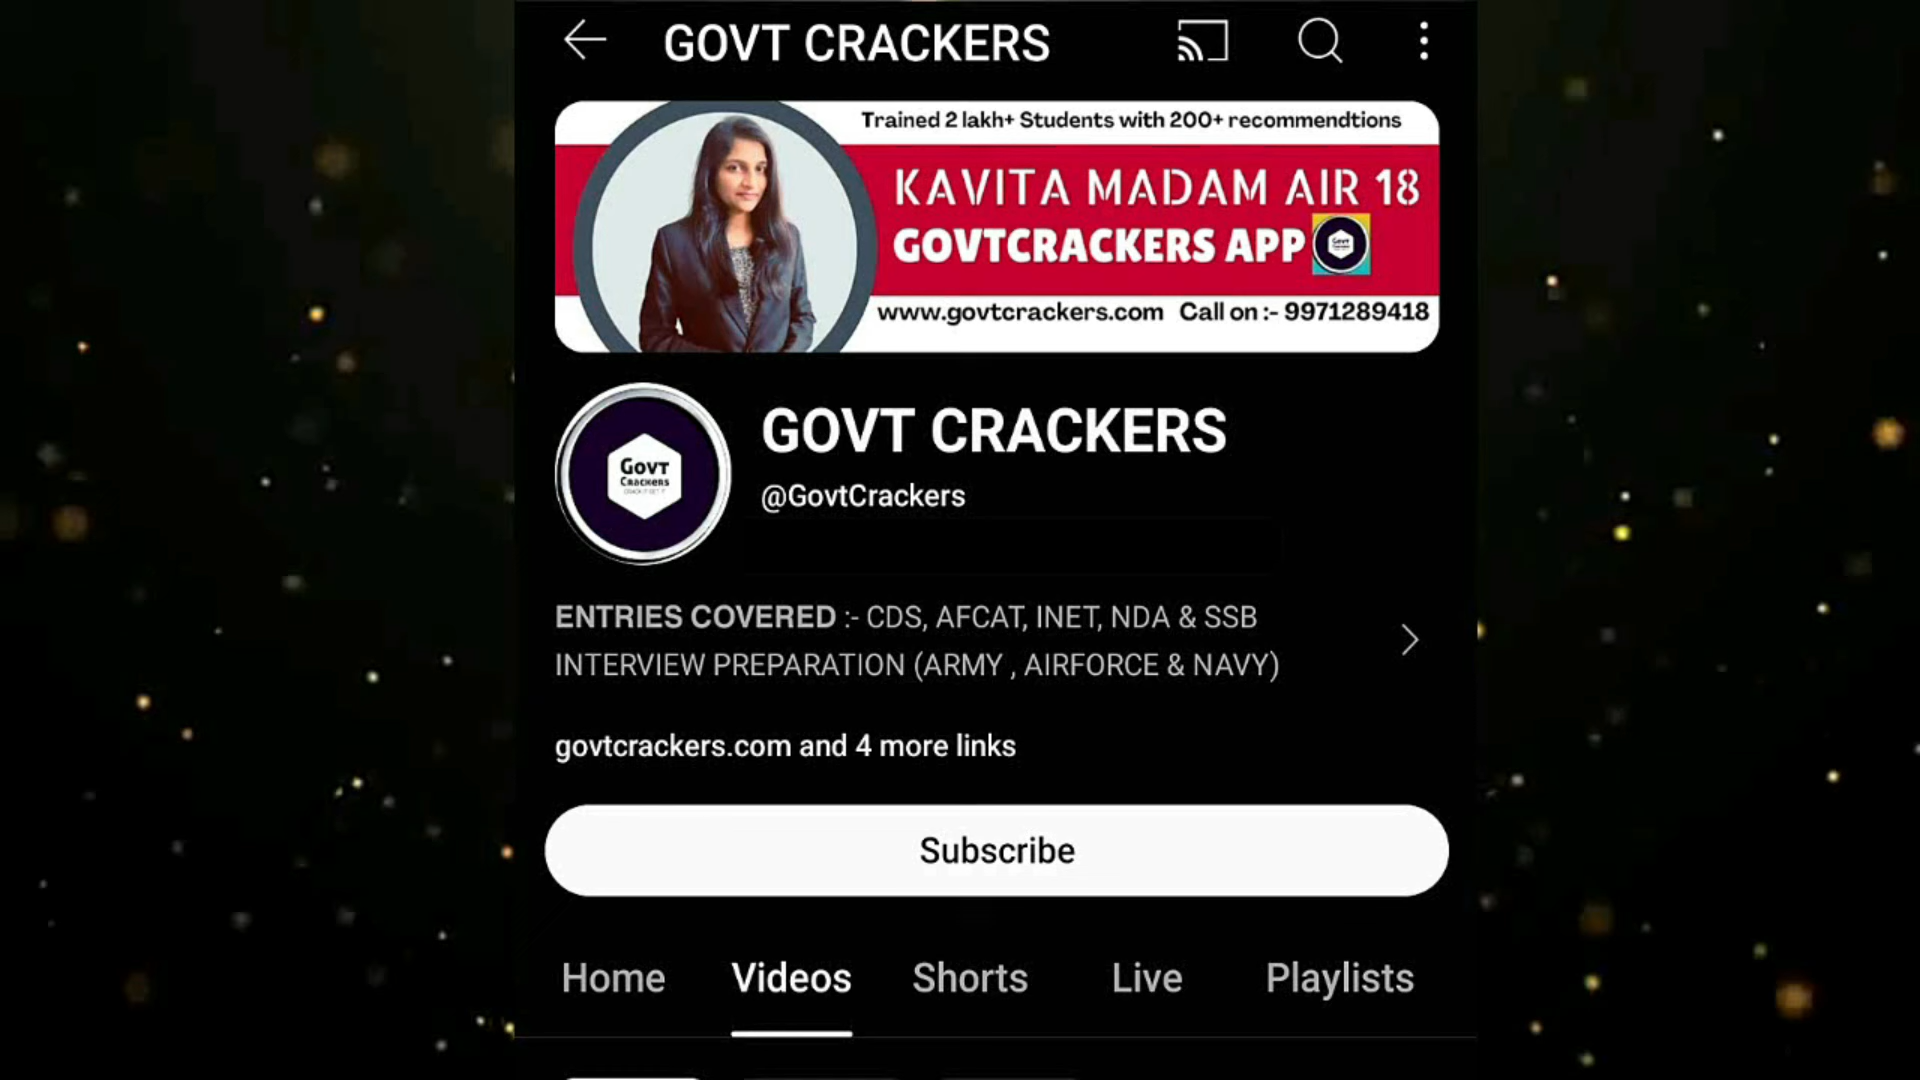 GOVT CRACKERS
Trained 2 lakh+ Students with 200+ recommendtions
KAVITA MADAM AIR 18
GOVTCRACKERS APP
www.govtcrackers.com Call on :- 9971289418
GOVT CRACKERS
@GovtCrackers
GOVT
CRACKERS
ENTRIES COVERED :- CDS, AFCAT, INET, NDA & SSB
INTERVIEW PREPARATION (ARMY , AIRFORCE & NAVY)
govtcrackers.com and 4 more links
Subscribe
Home Videos Shorts Live Playlists